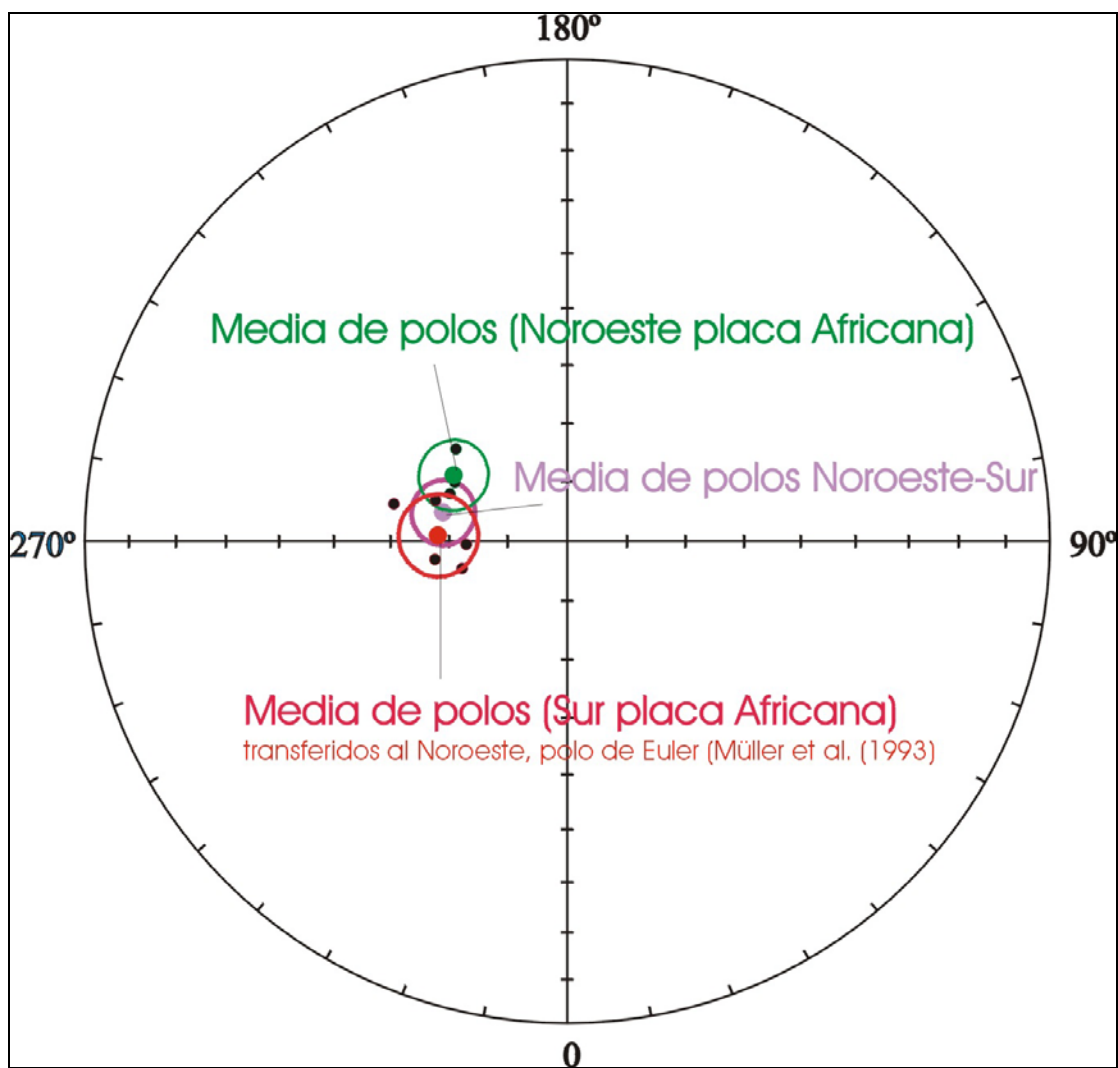 180º
Media de polos (Noroeste placa Africana)
Media de polos Noroeste-Sur
270º
90º
Media de polos (Sur placa Africana)
transferidos al Noroeste, polo de Euler (Müller et al. (1993)
0